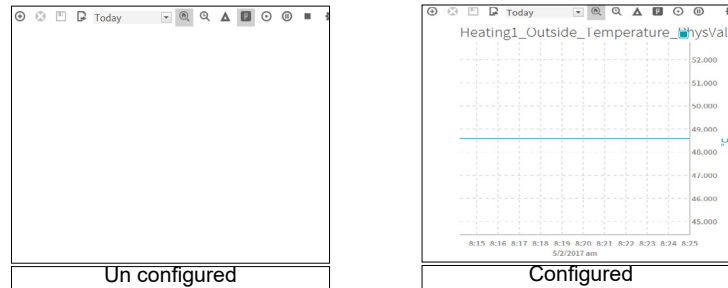 Today
Un configured
Today
Heating1_Outside_Temperature_PhysVal
52.000
51.000
50.000
49.000
48.000
47.000
46.000
45.000
8:15 8:16 8:17 8:18 8:19 8:20 8:21 8:22 8:23 8:24 8:25
5/2/2017 am
Configured